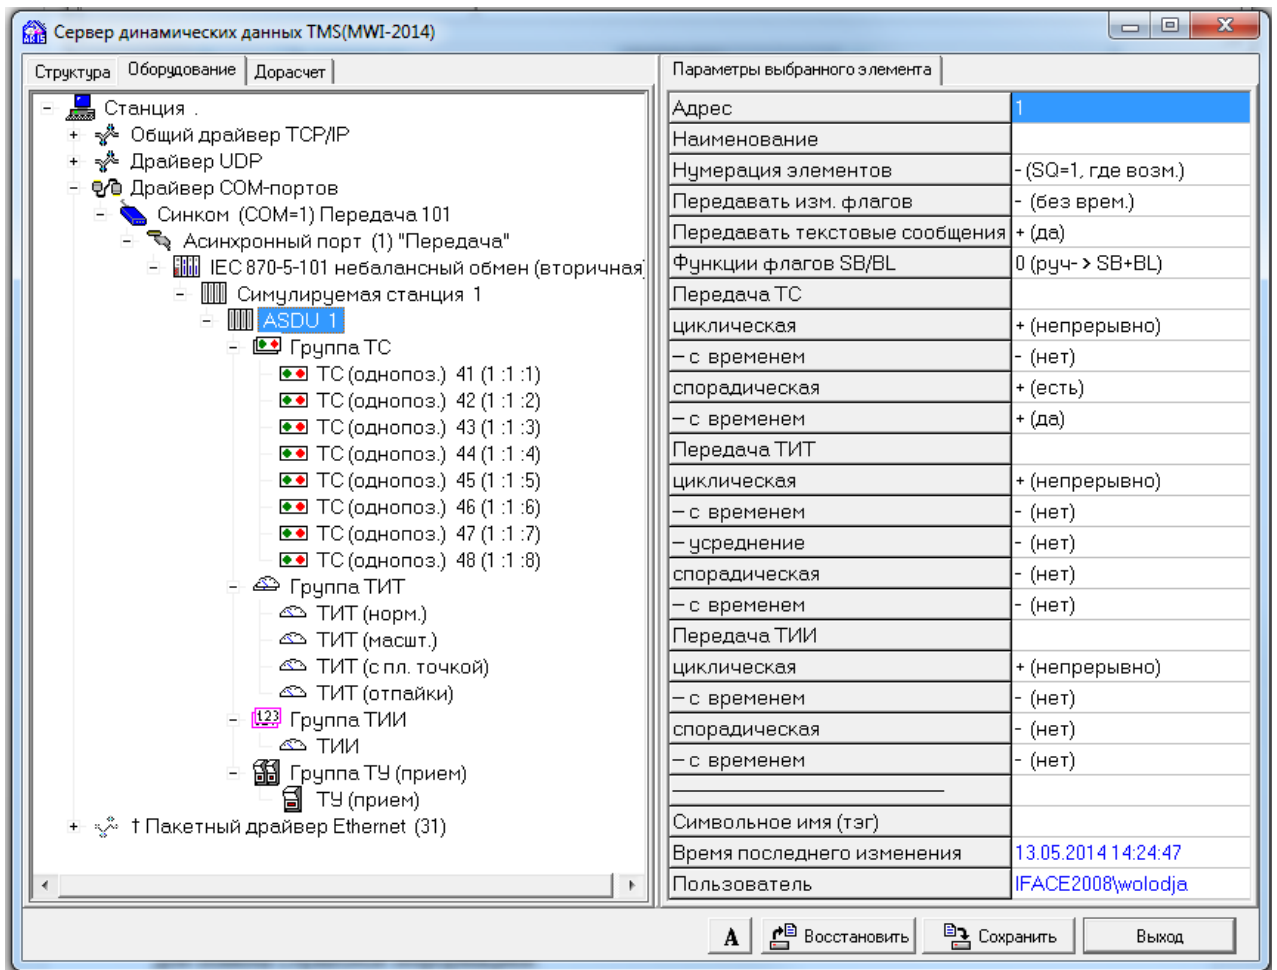 Сервер динамических данных TMS(MWI-2014)
Структура Оборудование Дорасчет
Станция .
Общий драйвер TCP/IP
Драйвер UDP
Драйвер COM-портов
Синком (COM=1) Передача 101
Асинхронный порт (1) "Передача"
IEC 870-5-101 небалансный обмен (вторичная
Симулируемая станция 1
ASDU 1
Группа ТС
ТС (однопоз.) 41 (1 :1 :1)
ТС (однопоз.) 42 (1 :1 :2)
ТС (однопоз.) 43 (1 :1 :3)
ТС (однопоз.) 44 (1 :1 :4)
ТС (однопоз.) 45 (1 :1 :5)
ТС (однопоз.) 46 (1 :1 :6)
ТС (однопоз.) 47 (1 :1 :7)
ТС (однопоз.) 48 (1 :1 :8)
Группа ТИТ
ТИТ (норм.)
ТИТ (масшт.)
ТИТ (с пл. точкой)
ТИТ (отпайки)
Группа ТИИ
ТИИ
Группа ТУ (прием)
ТУ (прием)
† Пакетный драйвер Ethernet (31)
Параметры выбранного элемента
Адрес 1
Наименование
Нумерация элементов - (SQ=1, где возм.)
Передавать изм. флагов - (без врем.)
Передавать текстовые сообщения + (да)
Функции флагов SB/BL 0 (руч-> SB+BL)
Передача ТС
циклическая + (непрерывно)
— с временем - (нет)
спорадическая + (есть)
— с временем + (да)
Передача ТИТ
циклическая + (непрерывно)
— с временем - (нет)
— усреднение - (нет)
спорадическая - (нет)
— с временем - (нет)
Передача ТИИ
циклическая + (непрерывно)
— с временем - (нет)
спорадическая - (нет)
— с временем - (нет)
Символьное имя (тэг)
Время последнего изменения 13.05.2014 14:24:47
Пользователь IFACE2008\wolodja
A Восстановить Сохранить Выход